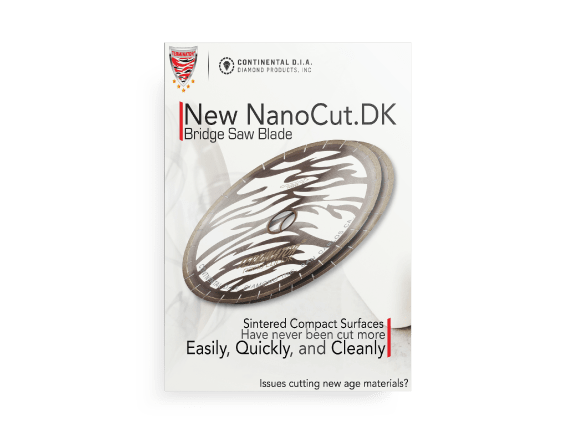 CONTINENTAL D.I.A.
DIAMOND PRODUCTS, INC
New NanoCut.DK
Bridge Saw Blade
Sintered Compact Surfaces
Have never been cut more
Easily, Quickly, and Cleanly
Issues cutting new age materials?